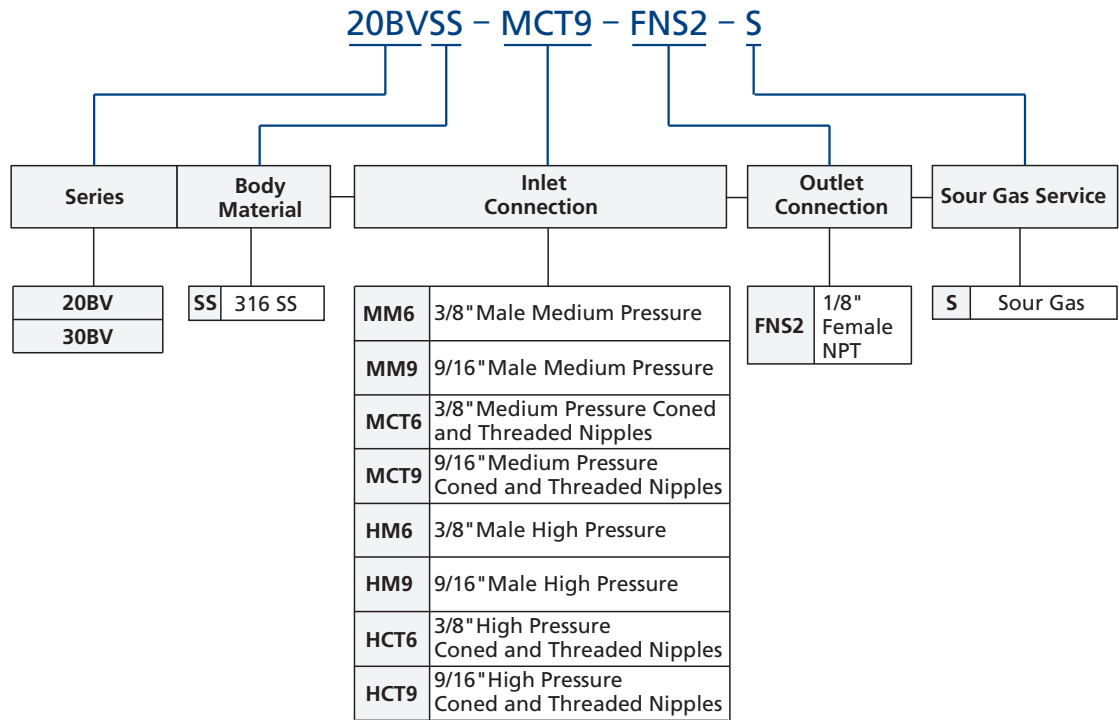 20BVSS – MCT9 – FNS2 – S
Series
Body
Material
Inlet
Connection
Outlet
Connection
Sour Gas Service
20BV
30BV
SS 316 SS
MM6 3/8" Male Medium Pressure
MM9 9/16" Male Medium Pressure
MCT6 3/8" Medium Pressure Coned
and Threaded Nipples
MCT9 9/16" Medium Pressure
Coned and Threaded Nipples
HM6 3/8" Male High Pressure
HM9 9/16" Male High Pressure
HCT6 3/8" High Pressure
Coned and Threaded Nipples
HCT9 9/16" High Pressure
Coned and Threaded Nipples
FNS2 1/8"
Female
NPT
S Sour Gas